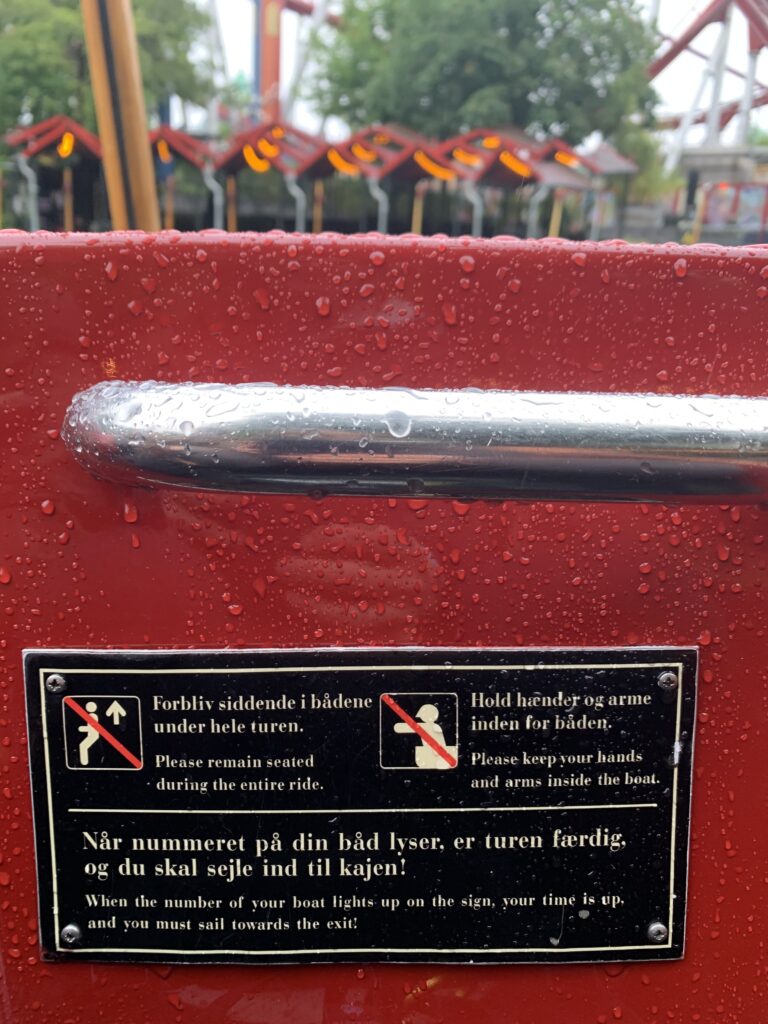 Forbliv siddende i bådene
under hele turen.
Please remain seated
during the entire ride.
Hold hænder og arme
inden for båden.
Please keep your hands
and arms inside the boat.
Når nummeret på din båd lyser, er turen færdig,
og du skal sejle ind til kajen!
When the number of your boat lights up on the sign, your time is up,
and you must sail towards the exit!